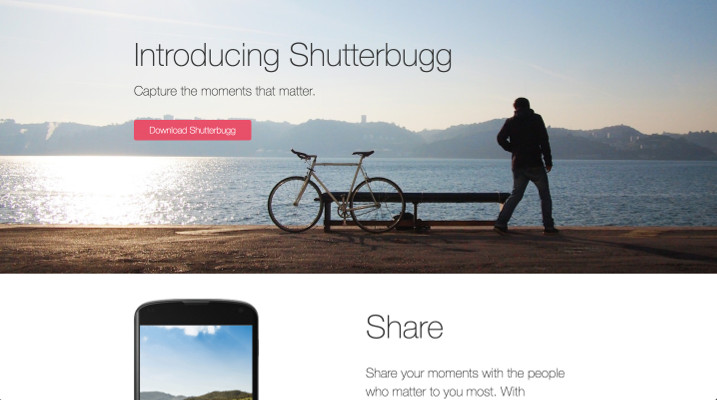 Introducing Shutterbugg
Capture the moments that matter.
Download Shutterbugg
Share
Share your moments with the people
who matter to you most. With